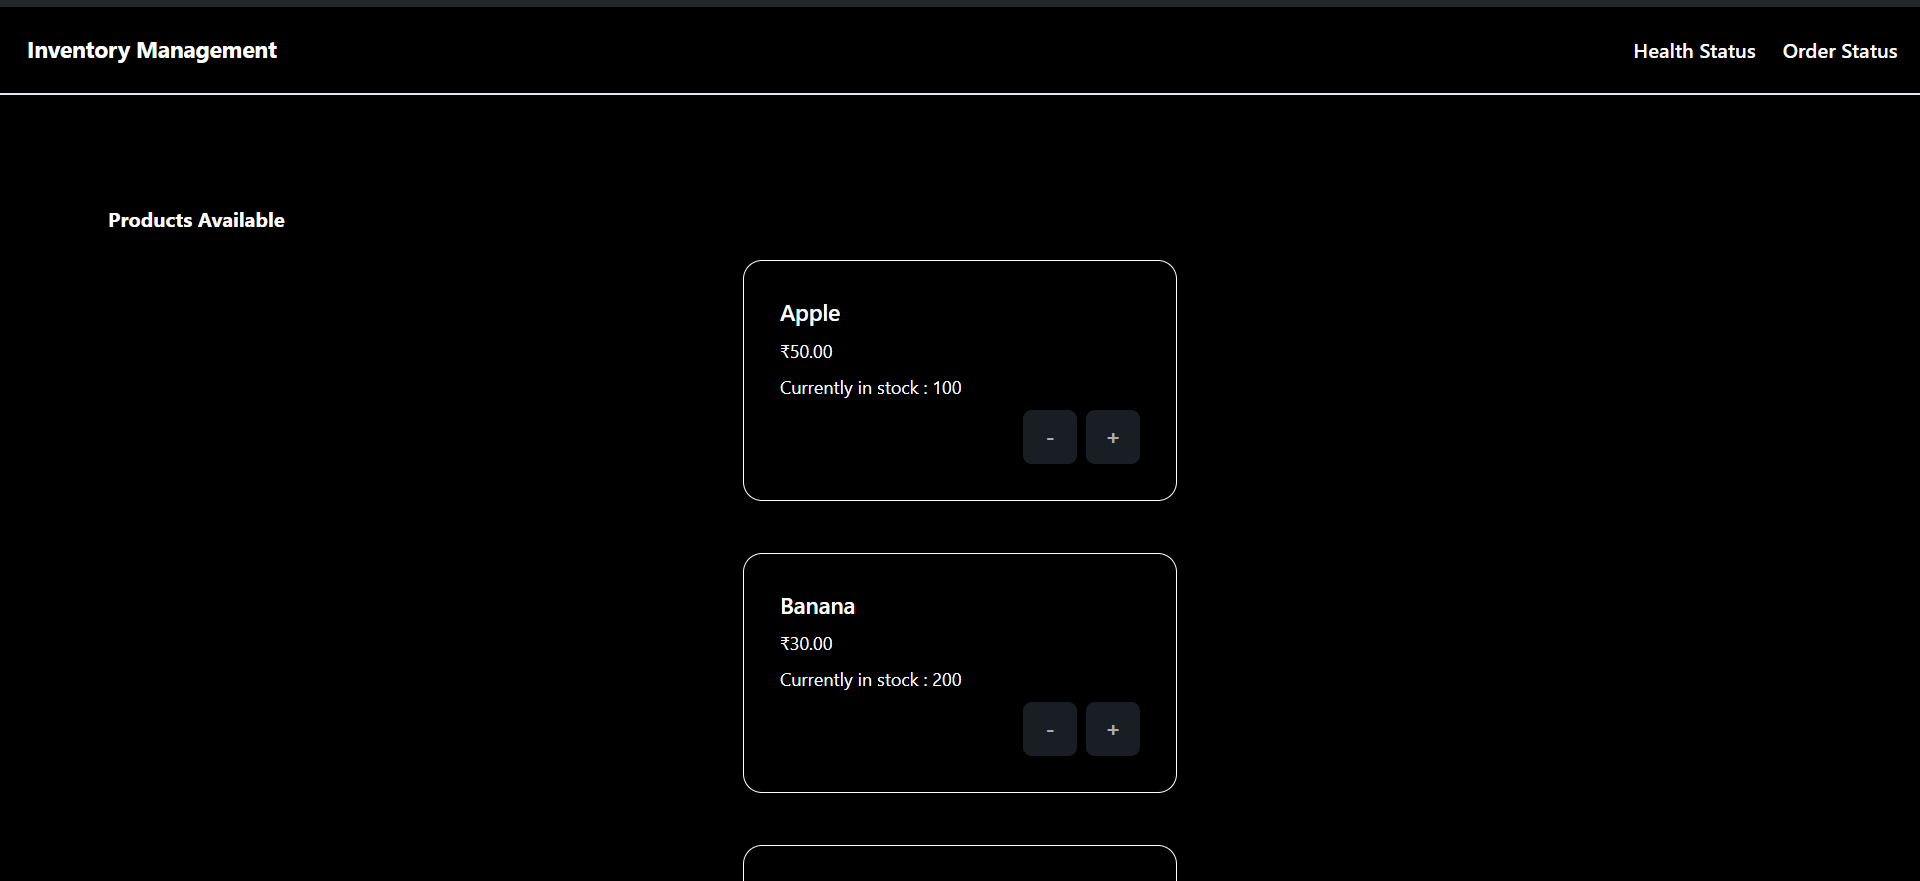 Inventory Management
Health Status
Order Status
Products Available
Apple
₹50.00
Currently in stock : 100
- +
Banana
₹30.00
Currently in stock : 200
- +